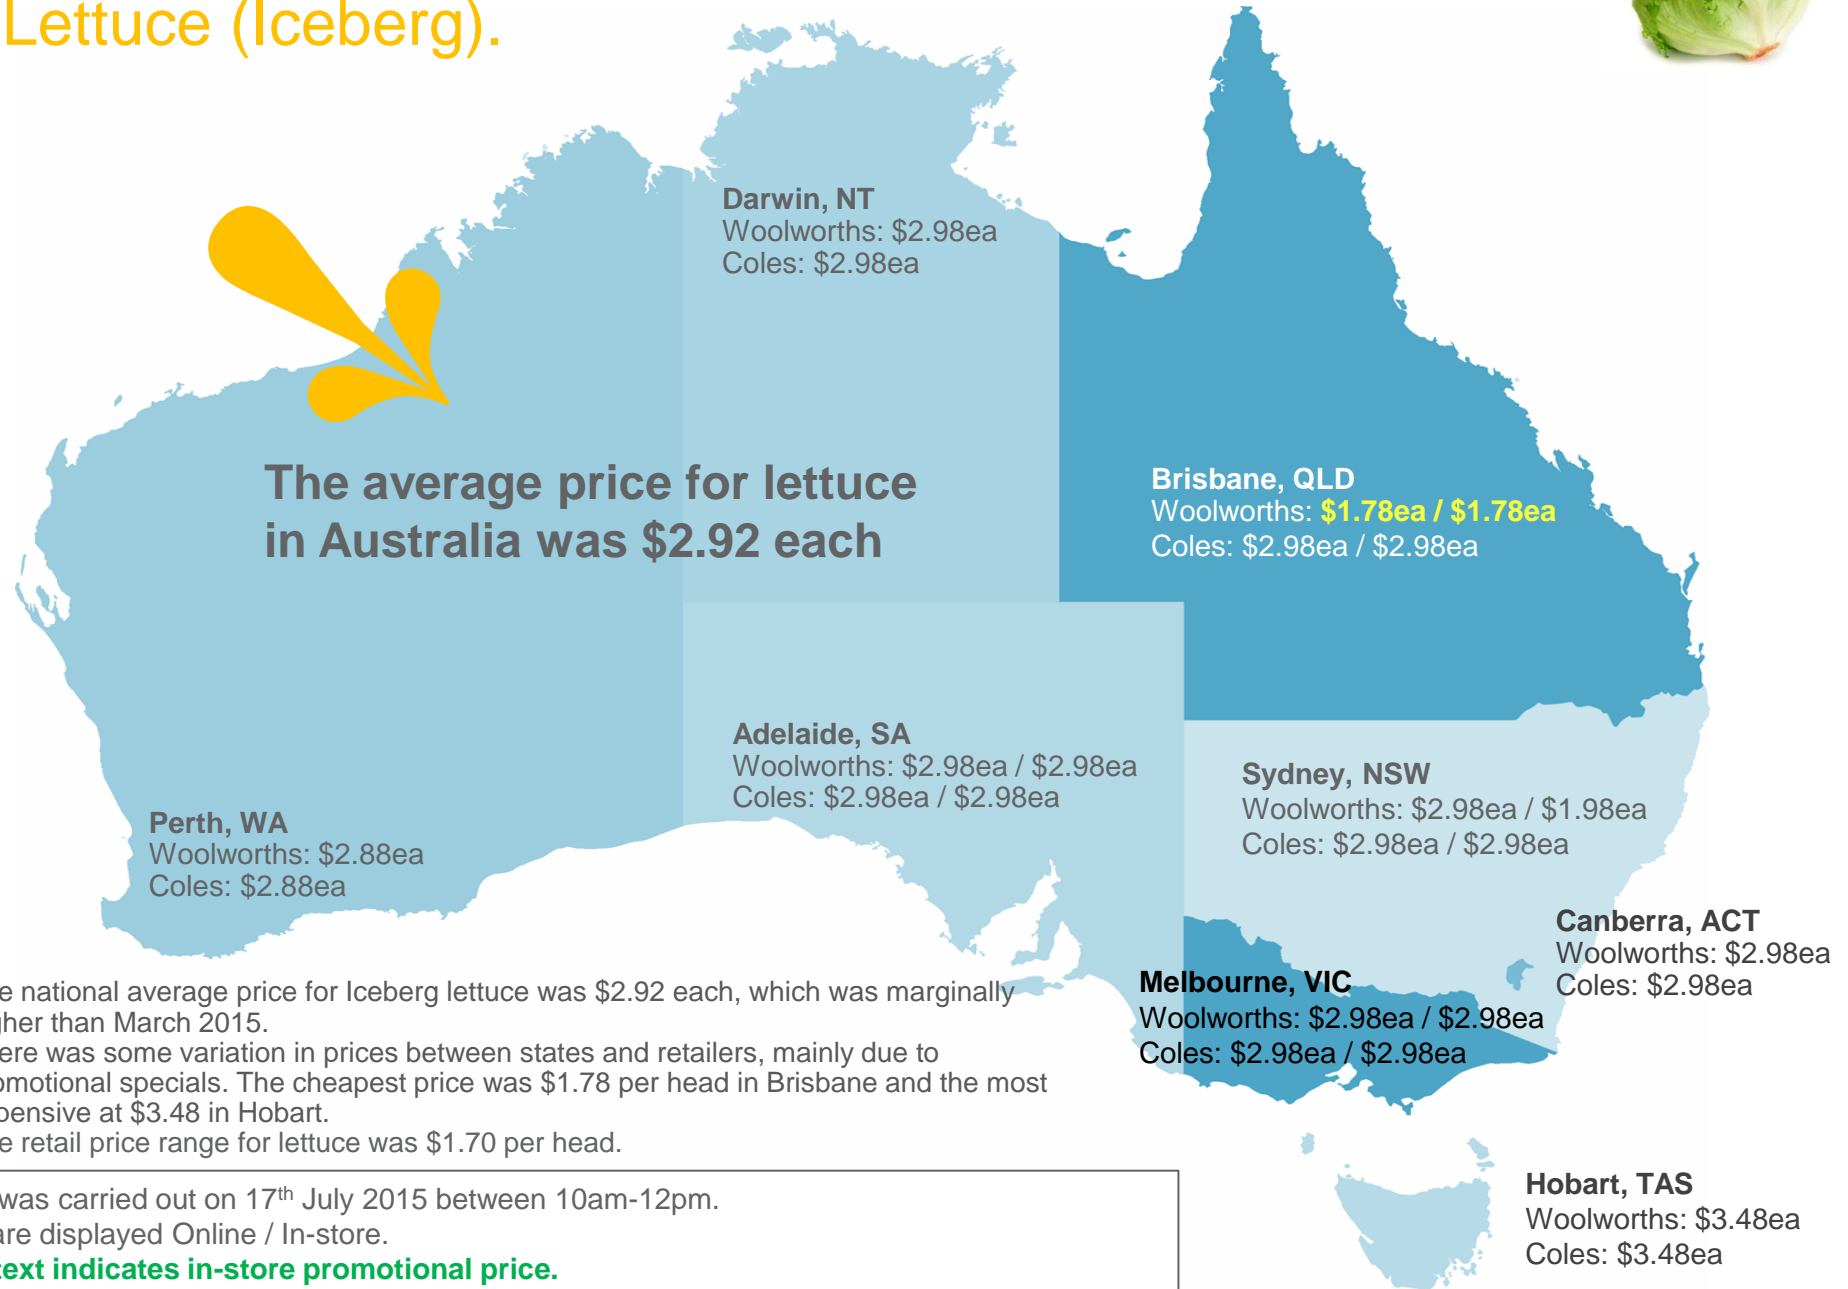 Lettuce (Iceberg).
Darwin, NT
Woolworths: $2.98ea
Coles: $2.98ea
The average price for lettuce
in Australia was $2.92 each
Brisbane, QLD
Woolworths: $1.78ea / $1.78ea
Coles: $2.98ea / $2.98ea
Adelaide, SA
Woolworths: $2.98ea / $2.98ea
Coles: $2.98ea / $2.98ea
Sydney, NSW
Woolworths: $2.98ea / $1.98ea
Coles: $2.98ea / $2.98ea
Perth, WA
Woolworths: $2.88ea
Coles: $2.88ea
Canberra, ACT
Woolworths: $2.98ea
Coles: $2.98ea
Melbourne, VIC
Woolworths: $2.98ea / $2.98ea
Coles: $2.98ea / $2.98ea
national average price for Iceberg lettuce was $2.92 each, which was marginally
than March 2015.
was some variation in prices between states and retailers, mainly due to
specials. The cheapest price was $1.78 per head in Brisbane and the most
at $3.48 in Hobart.
retail price range for lettuce was $1.70 per head.
was carried out on 17th July 2015 between 10am-12pm.
are displayed Online / In-store.
text indicates in-store promotional price.
Hobart, TAS
Woolworths: $3.48ea
Coles: $3.48ea